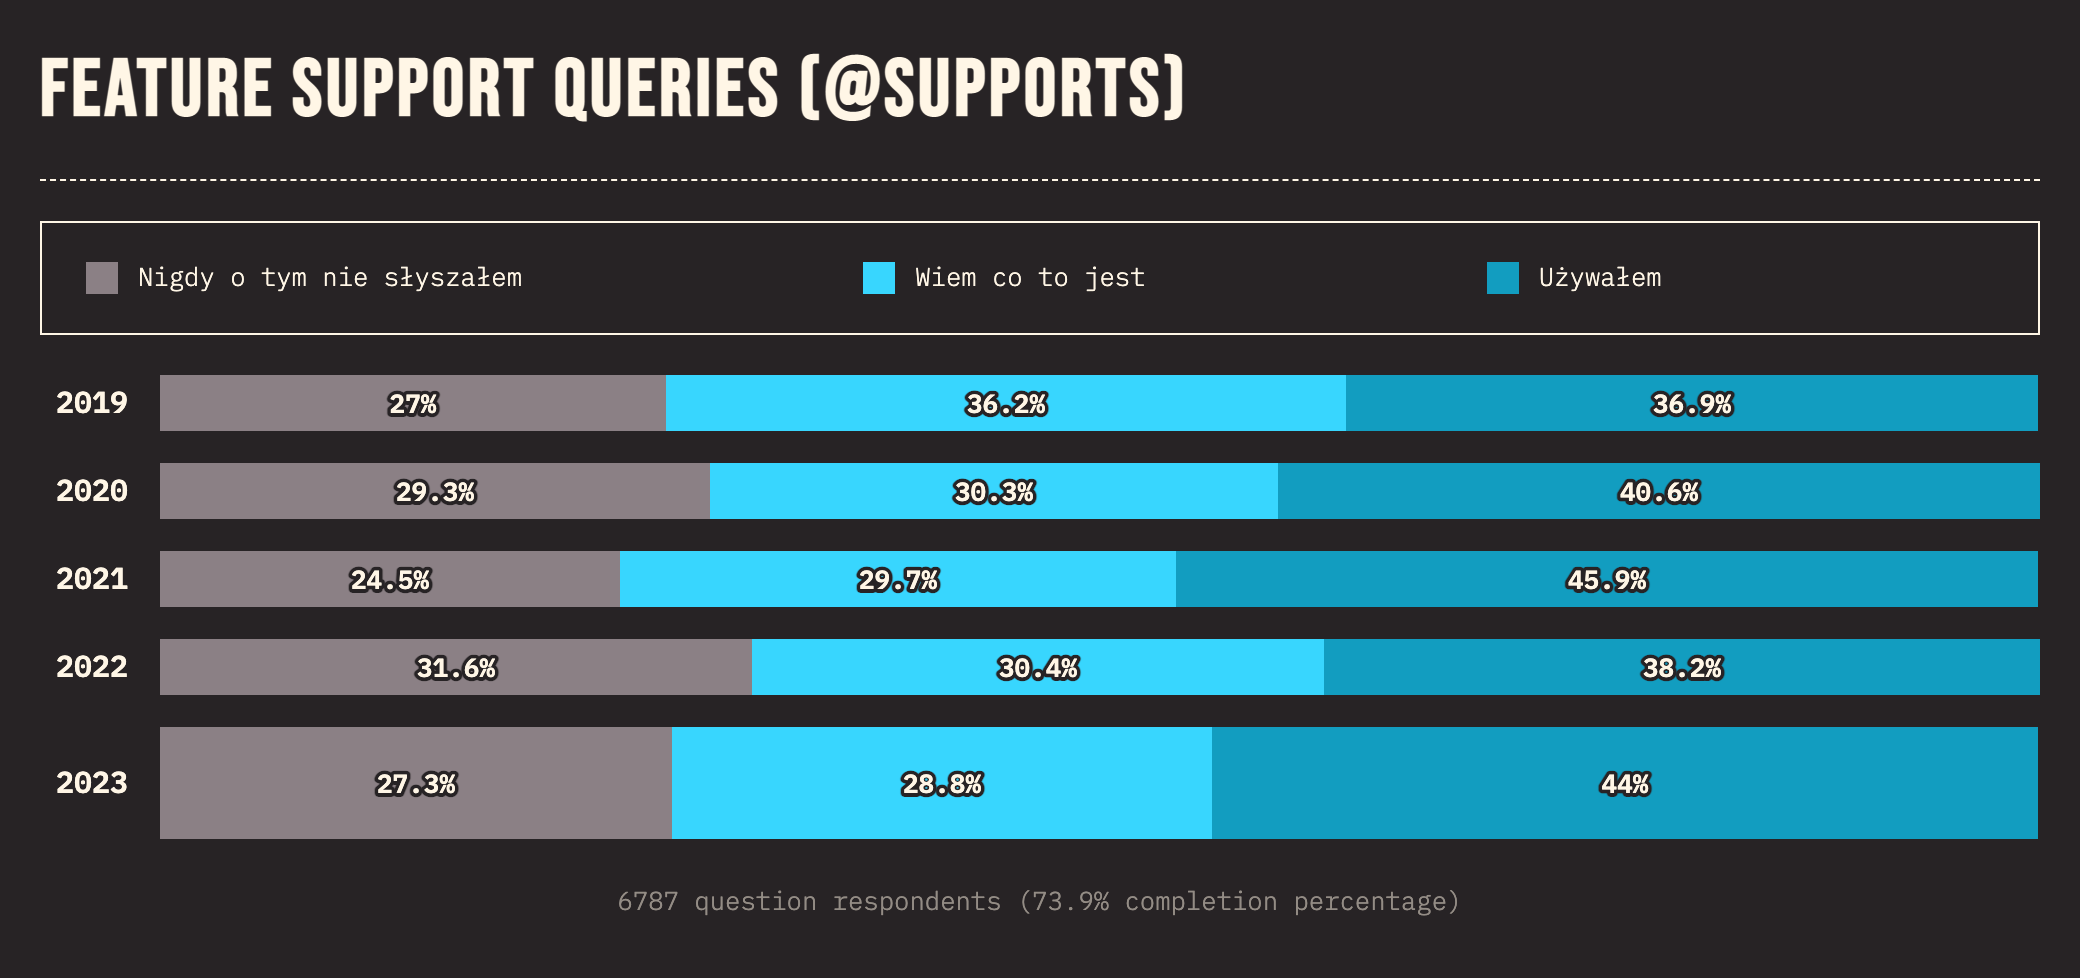 FEATURE SUPPORT QUERIES (@SUPPORTS)
Nigdy o tym nie słyszałem Wiem co to jest Używałem
2019 27% 36.2% 36.9%
2020 29.3% 30.3% 40.6%
2021 24.5% 29.7% 45.9%
2022 31.6% 30.4% 38.2%
2023 27.3% 28.8% 44%
6787 question respondents (73.9% completion percentage)